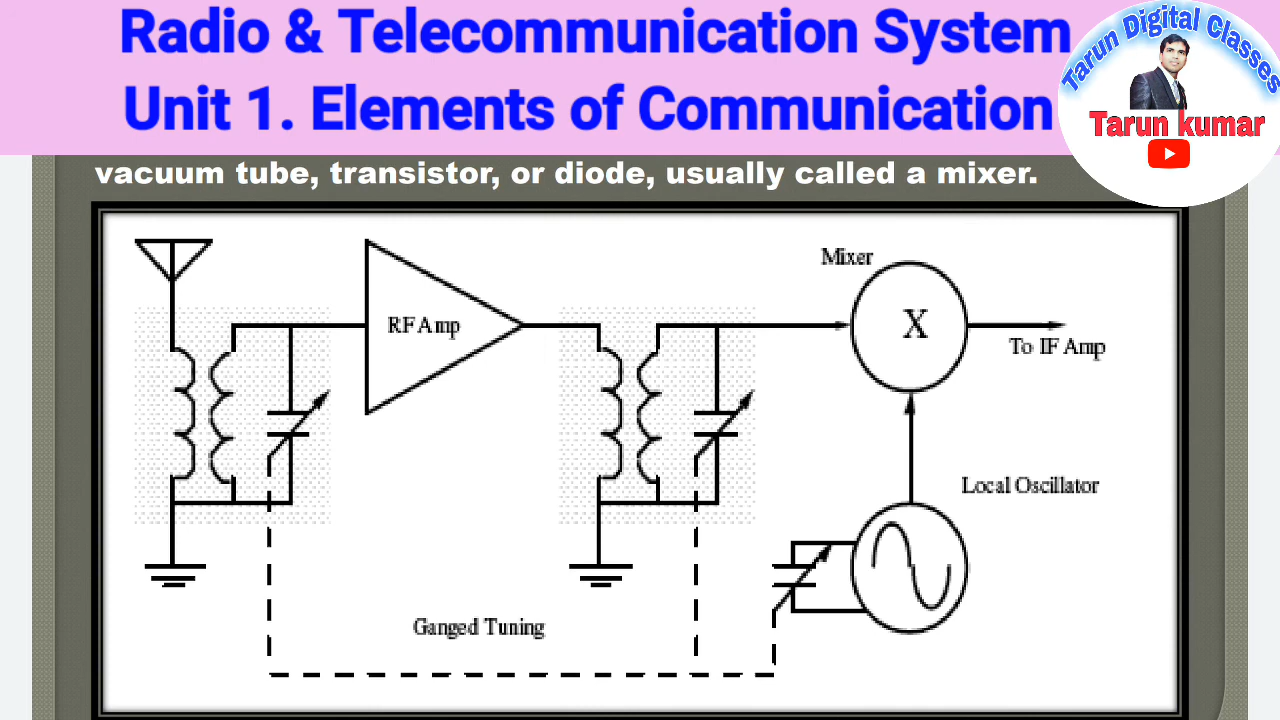 Radio & Telecommunication System
Unit 1. Elements of Communication
Tarun Digital Classes
Tarun kumar
vacuum tube, transistor, or diode, usually called a mixer.
Mixer
RF Amp
X
To IF Amp
Local Oscillator
Ganged Tuning